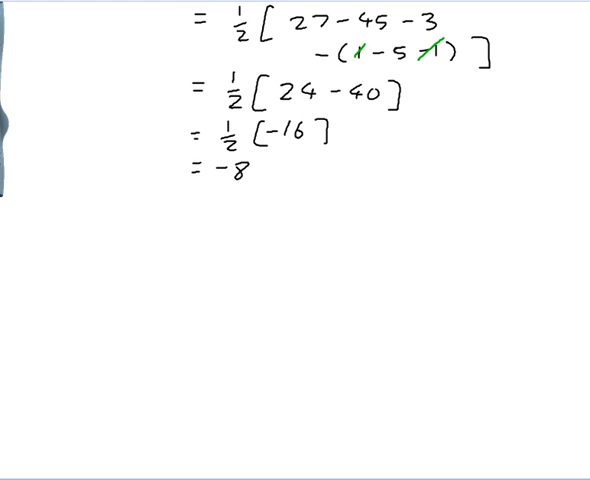 = 1/2 [ 27 - 45 - 3
- (1 - 5 - 1) ]
= 1/2 [ 24 - 40 ]
= 1/2 [-16]
= -8